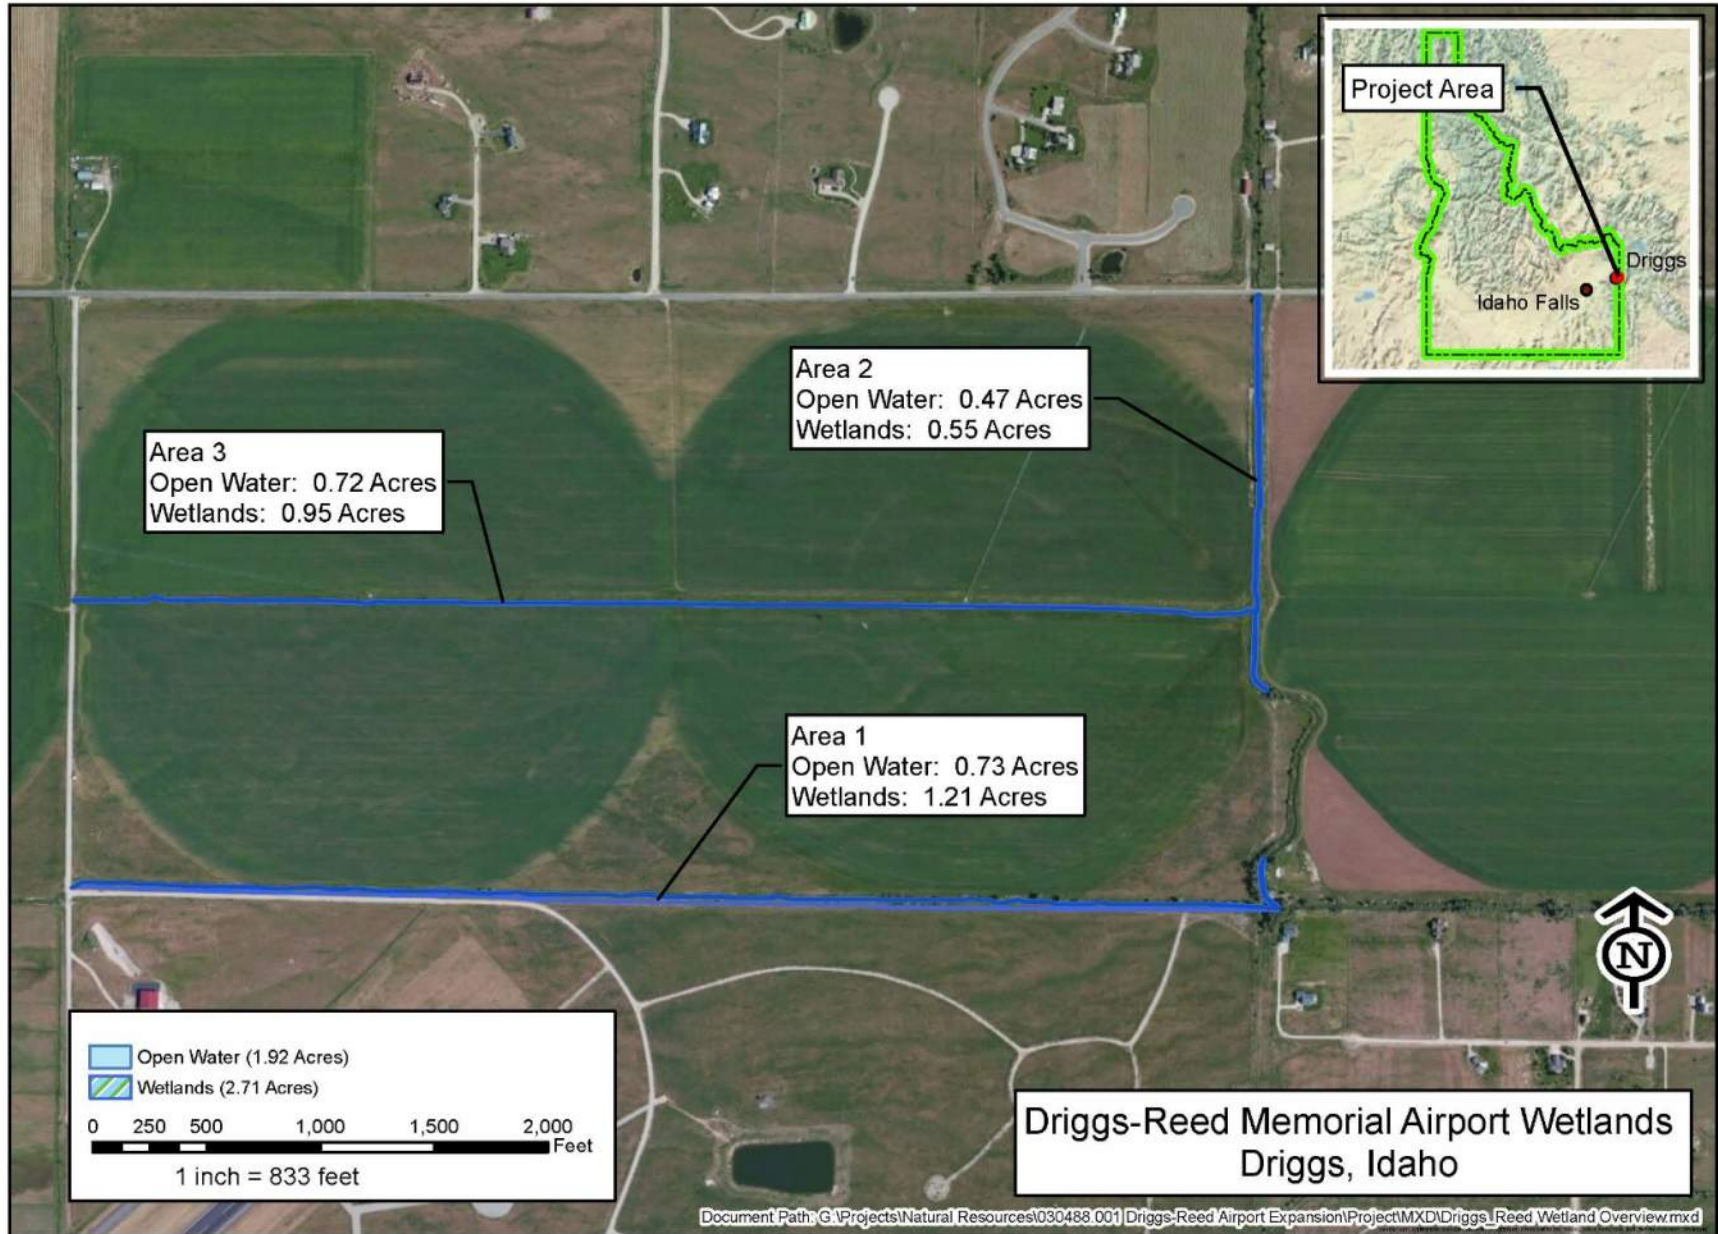 Project Area
Driggs
Idaho Falls
Area 2
Open Water: 0.47 Acres
Wetlands: 0.55 Acres
Area 3
Open Water: 0.72 Acres
Wetlands: 0.95 Acres
Area 1
Open Water: 0.73 Acres
Wetlands: 1.21 Acres
N
Open Water (1.92 Acres)
Wetlands (2.71 Acres)
0 250 500 1,000 1,500 2,000
Feet
1 inch = 833 feet
Driggs-Reed Memorial Airport Wetlands
Driggs, Idaho
Document Path: G:\Projects\Natural Resources\030488.001 Driggs-Reed Airport Expansion\Project\MXD\Driggs_Reed Wetland Overview.mxd